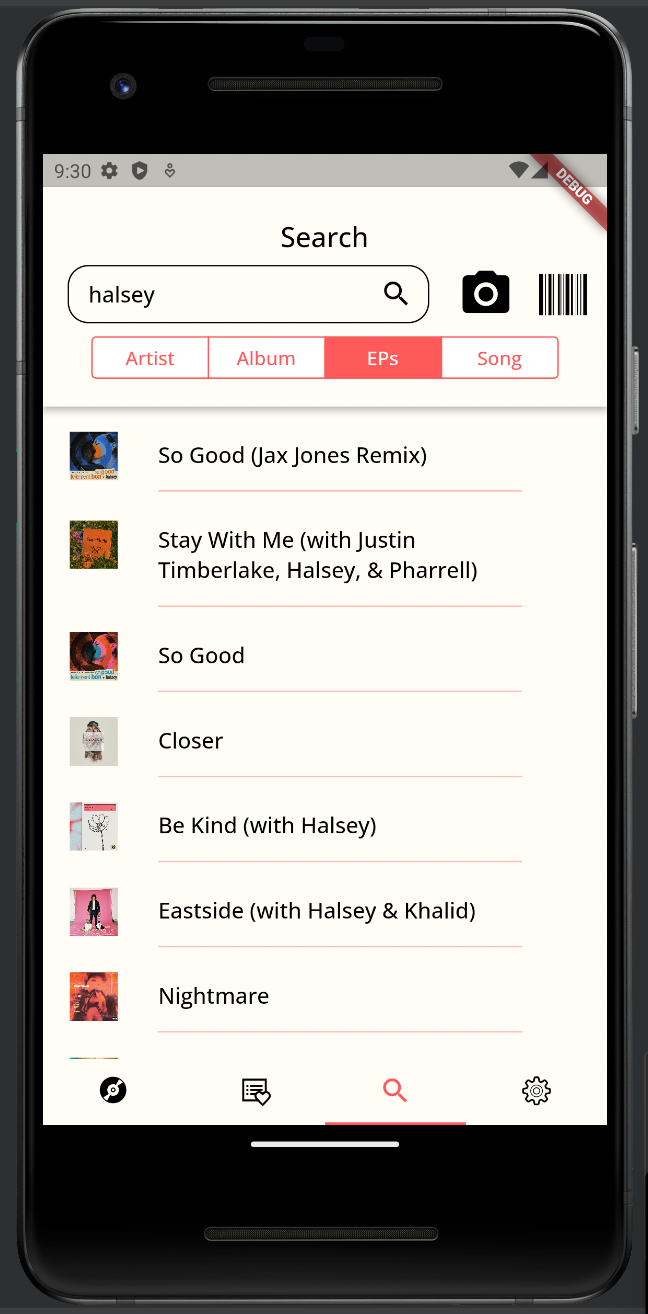 9:30
DEBUG
Search
halsey
Artist Album EPs Song
So Good (Jax Jones Remix)
Stay With Me (with Justin
Timberlake, Halsey, & Pharrell)
So Good
Closer
Be Kind (with Halsey)
Eastside (with Halsey & Khalid)
Nightmare